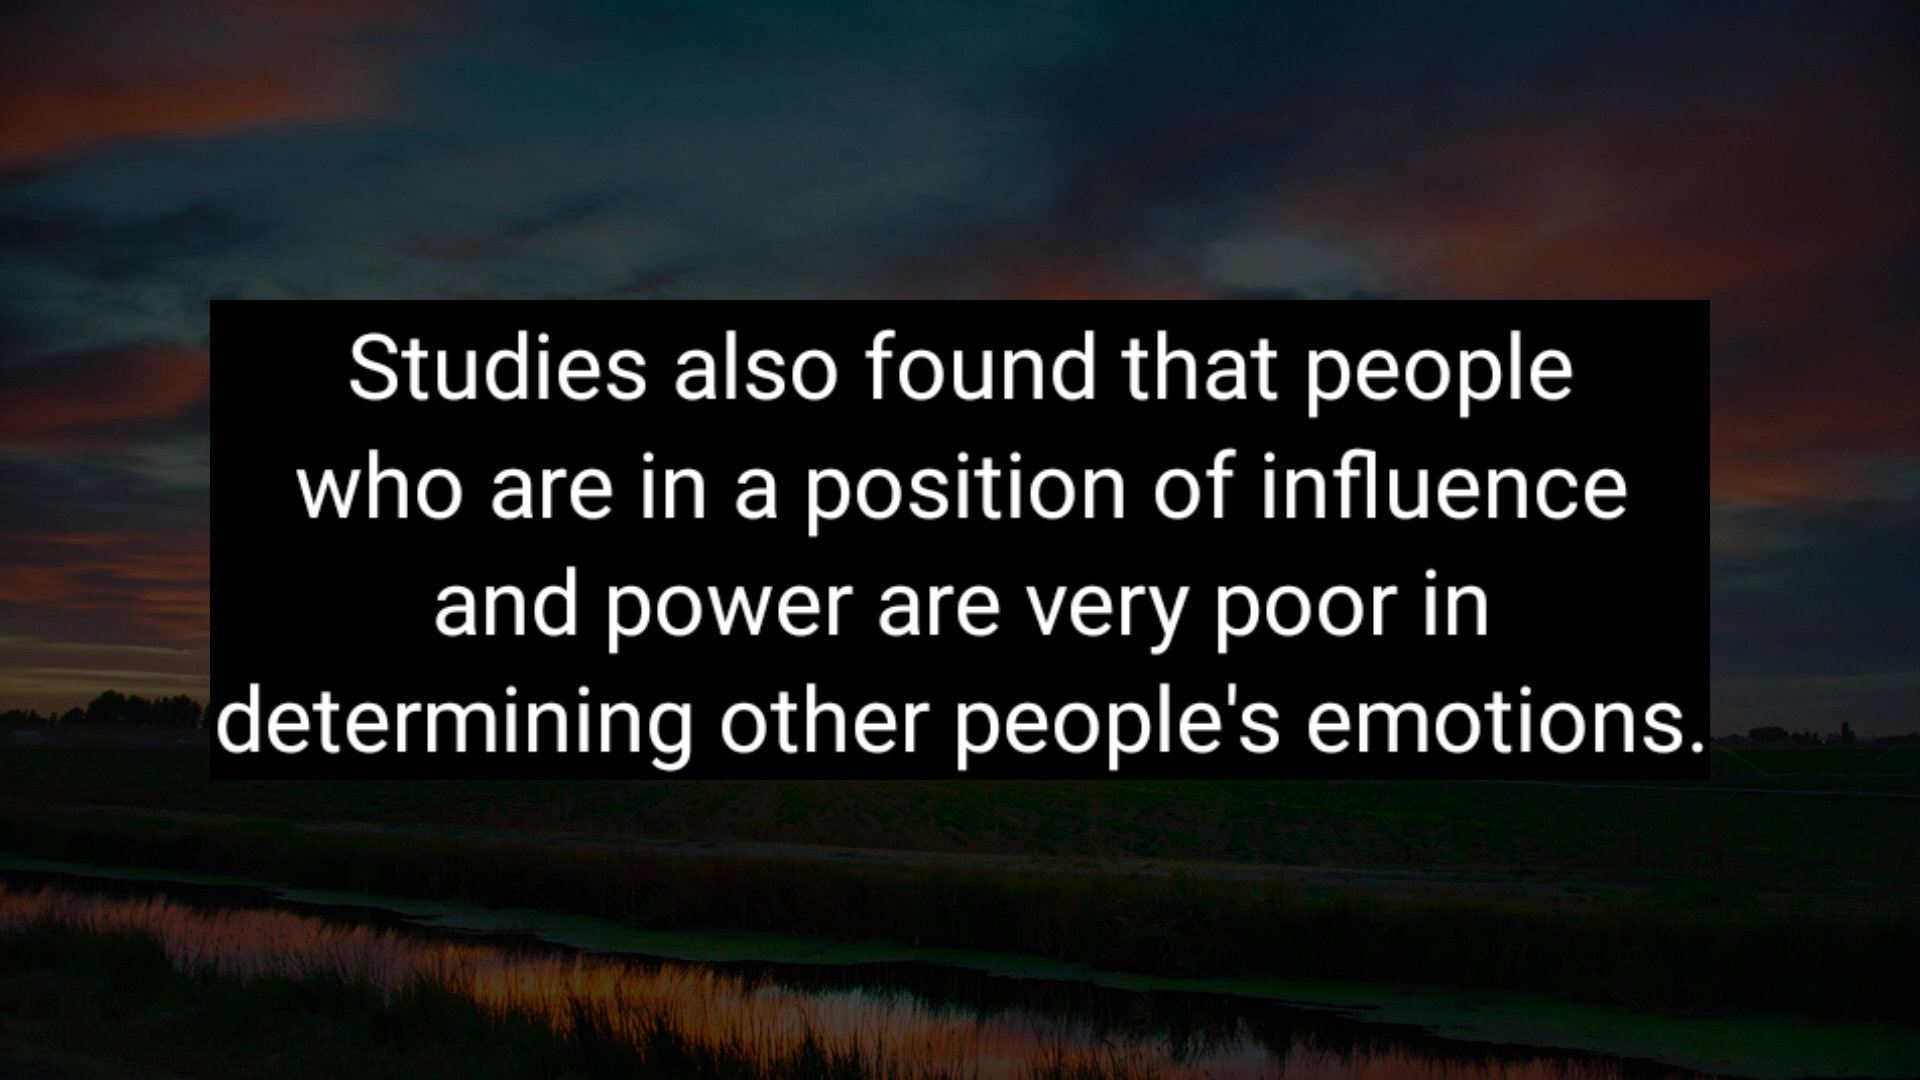 Studies also found that people
who are in a position of influence
and power are very poor in
determining other people's emotions.